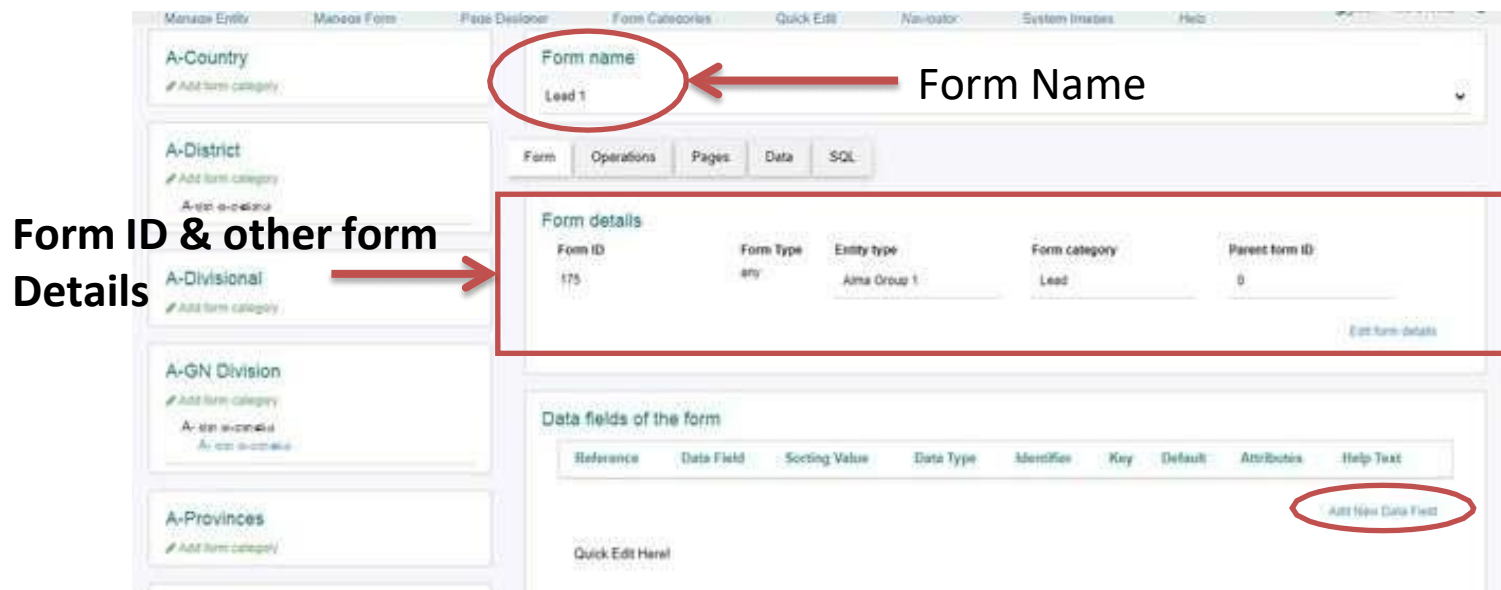 Manage Entity Manage Form Page Designer Form Categories Quick Edit Navigator System Images Help
A-Country
Add form category
Form name
Lead 1
Form Name
A-District
Add form category
Form Operations Pages Data SQL
Form ID & other form
Details
Form details
Form ID Form Type Entity type Form category Parent form ID
175 any Alma Group 1 Lead 0
Edit form details
A-Divisional
Add form category
A-GN Division
Add form category
Data fields of the form
Reference Data Field Sorting Value Data Type Identifier Key Default Attributes Help Text
Add New Data Field
A-Provinces
Add form category
Quick Edit Here!